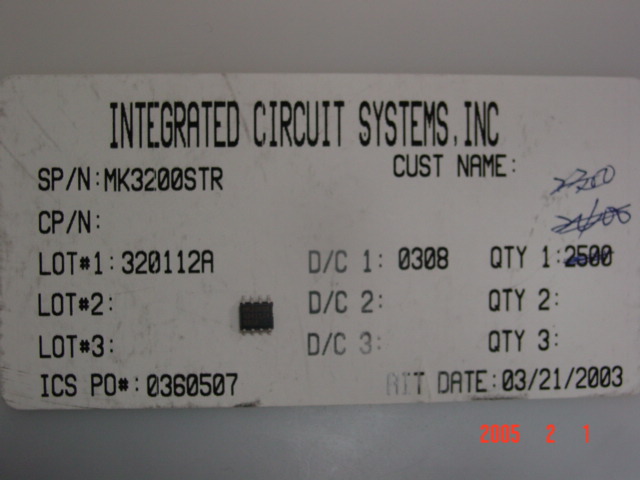 INTEGRATED CIRCUIT SYSTEMS, INC
CUST NAME:
SP/N:MK3200STR
2300
CP/N:
LOT#1:320112A D/C 1: 0308 QTY 1:2500
LOT#2: D/C 2: QTY 2:
LOT#3: D/C 3: QTY 3:
ICS PO#: 0360507 DATE:03/21/2003
2005 2 1